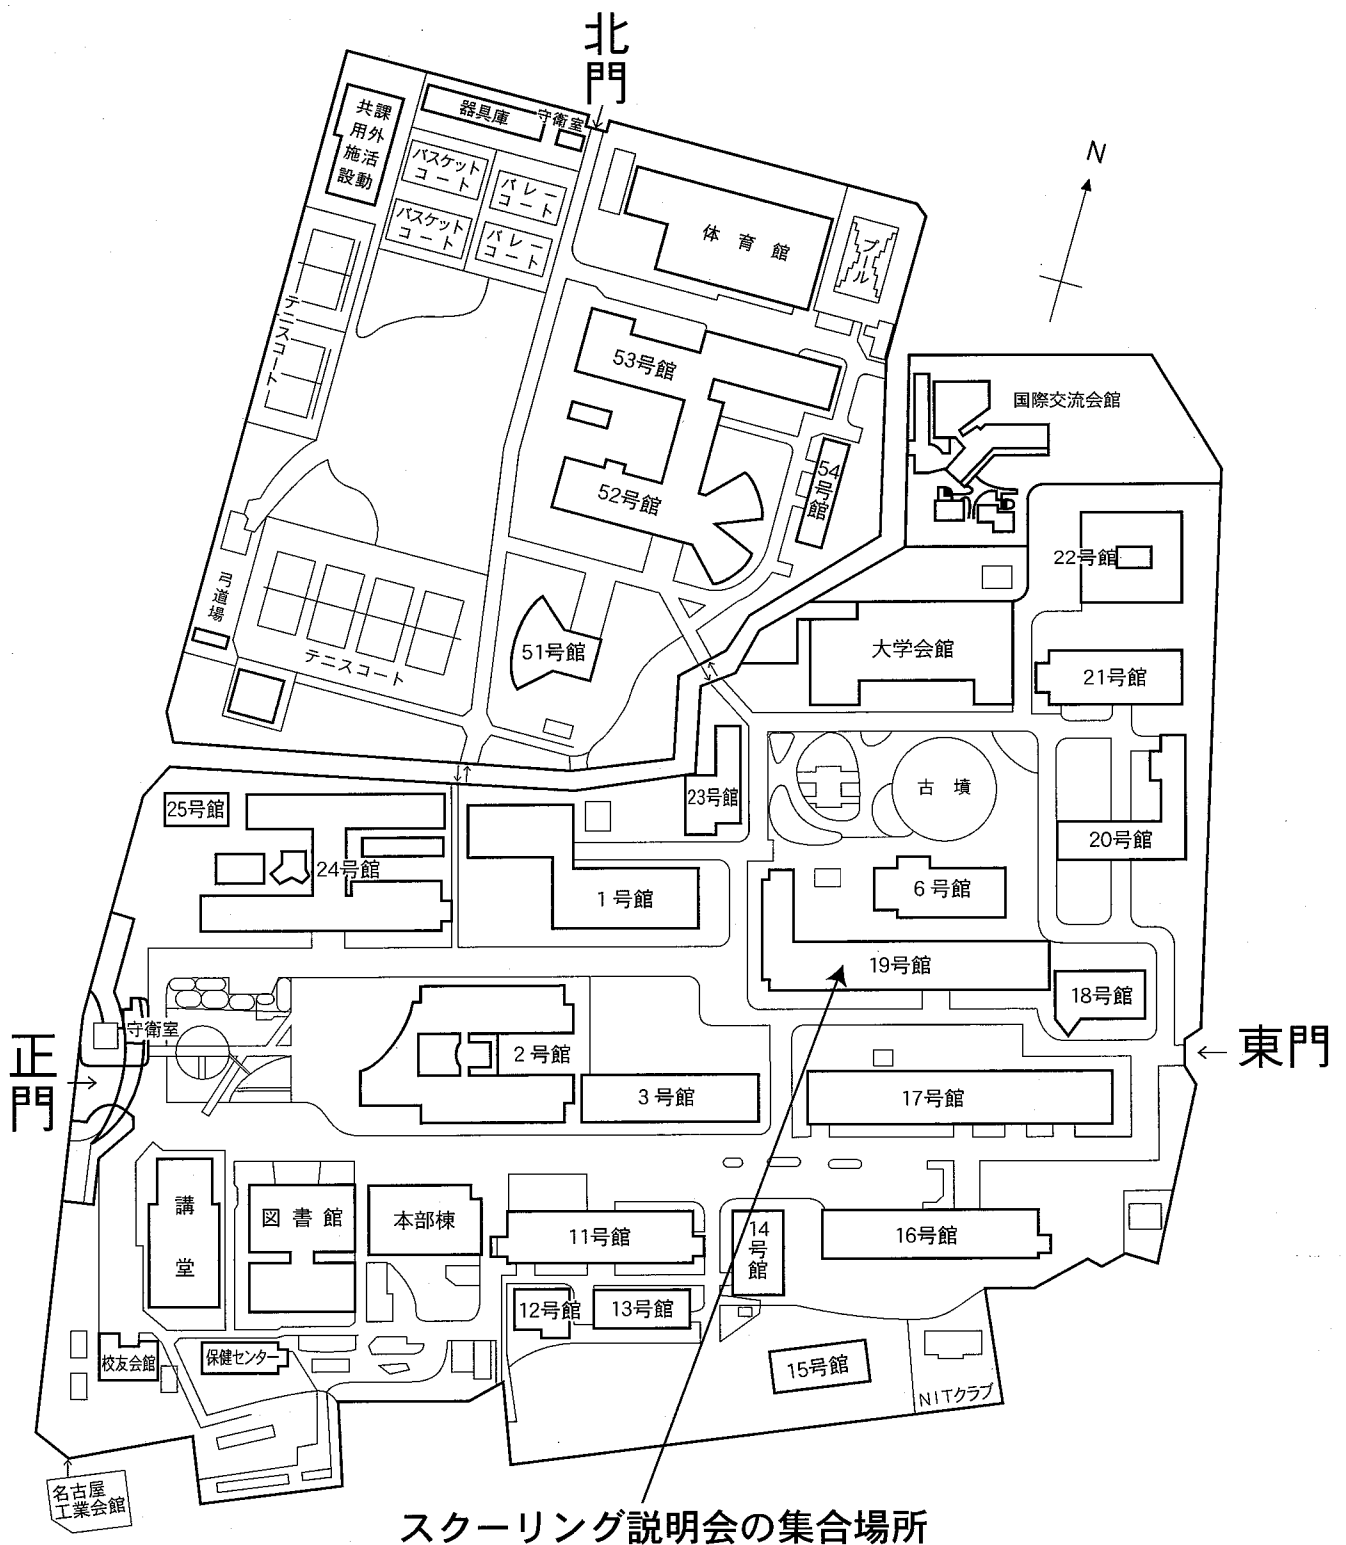 北門
N
共用施設
課外活動
器具庫
守衛室
バスケット
コート
バレー
コート
バスケット
コート
バレー
コート
体育館
プール
テニスコート
53号館
国際交流会館
54号館
52号館
22号館
弓道場
51号館
大学会館
テニスコート
21号館
25号館
23号館
古墳
20号館
24号館
1号館
6号館
19号館
18号館
守衛室
正門
2号館
東門
3号館
17号館
講堂
図書館
本部棟
11号館
14号館
16号館
12号館
13号館
校友会館
保健センター
15号館
NITクラブ
名古屋
工業会館
スクーリング説明会の集合場所